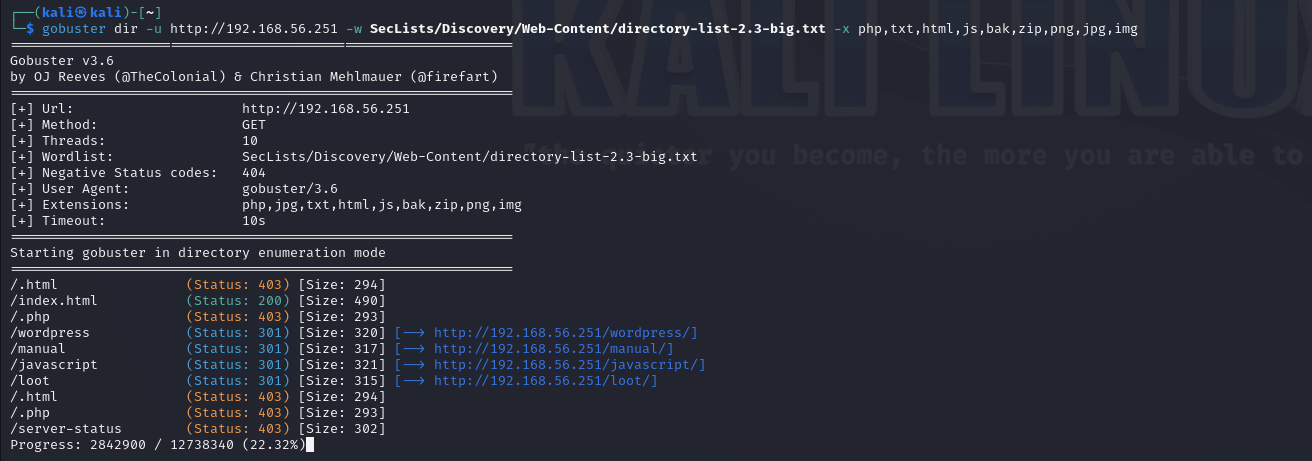 ┌──(kali㉿kali)-[~]
└─$ gobuster dir -u http://192.168.56.251 -w SecLists/Discovery/Web-Content/directory-list-2.3-big.txt -x php,txt,html,js,bak,zip,png,jpg,img
===============================================================
Gobuster v3.6
by OJ Reeves (@TheColonial) & Christian Mehlmauer (@firefart)
===============================================================
[+] Url:                     http://192.168.56.251
[+] Method:                  GET
[+] Threads:                 10
[+] Wordlist:                SecLists/Discovery/Web-Content/directory-list-2.3-big.txt
[+] Negative Status codes:   404
[+] User Agent:              gobuster/3.6
[+] Extensions:              php,jpg,txt,html,js,bak,zip,png,img
[+] Timeout:                 10s
===============================================================
Starting gobuster in directory enumeration mode
===============================================================
/.html                (Status: 403) [Size: 294]
/index.html           (Status: 200) [Size: 490]
/.php                 (Status: 403) [Size: 293]
/wordpress            (Status: 301) [Size: 320] [--> http://192.168.56.251/wordpress/]
/manual               (Status: 301) [Size: 317] [--> http://192.168.56.251/manual/]
/javascript           (Status: 301) [Size: 321] [--> http://192.168.56.251/javascript/]
/loot                 (Status: 301) [Size: 315] [--> http://192.168.56.251/loot/]
/.html                (Status: 403) [Size: 294]
/.php                 (Status: 403) [Size: 293]
/server-status        (Status: 403) [Size: 302]
Progress: 2842900 / 12738340 (22.32%)
KALI LINU
you become, the more you are able to